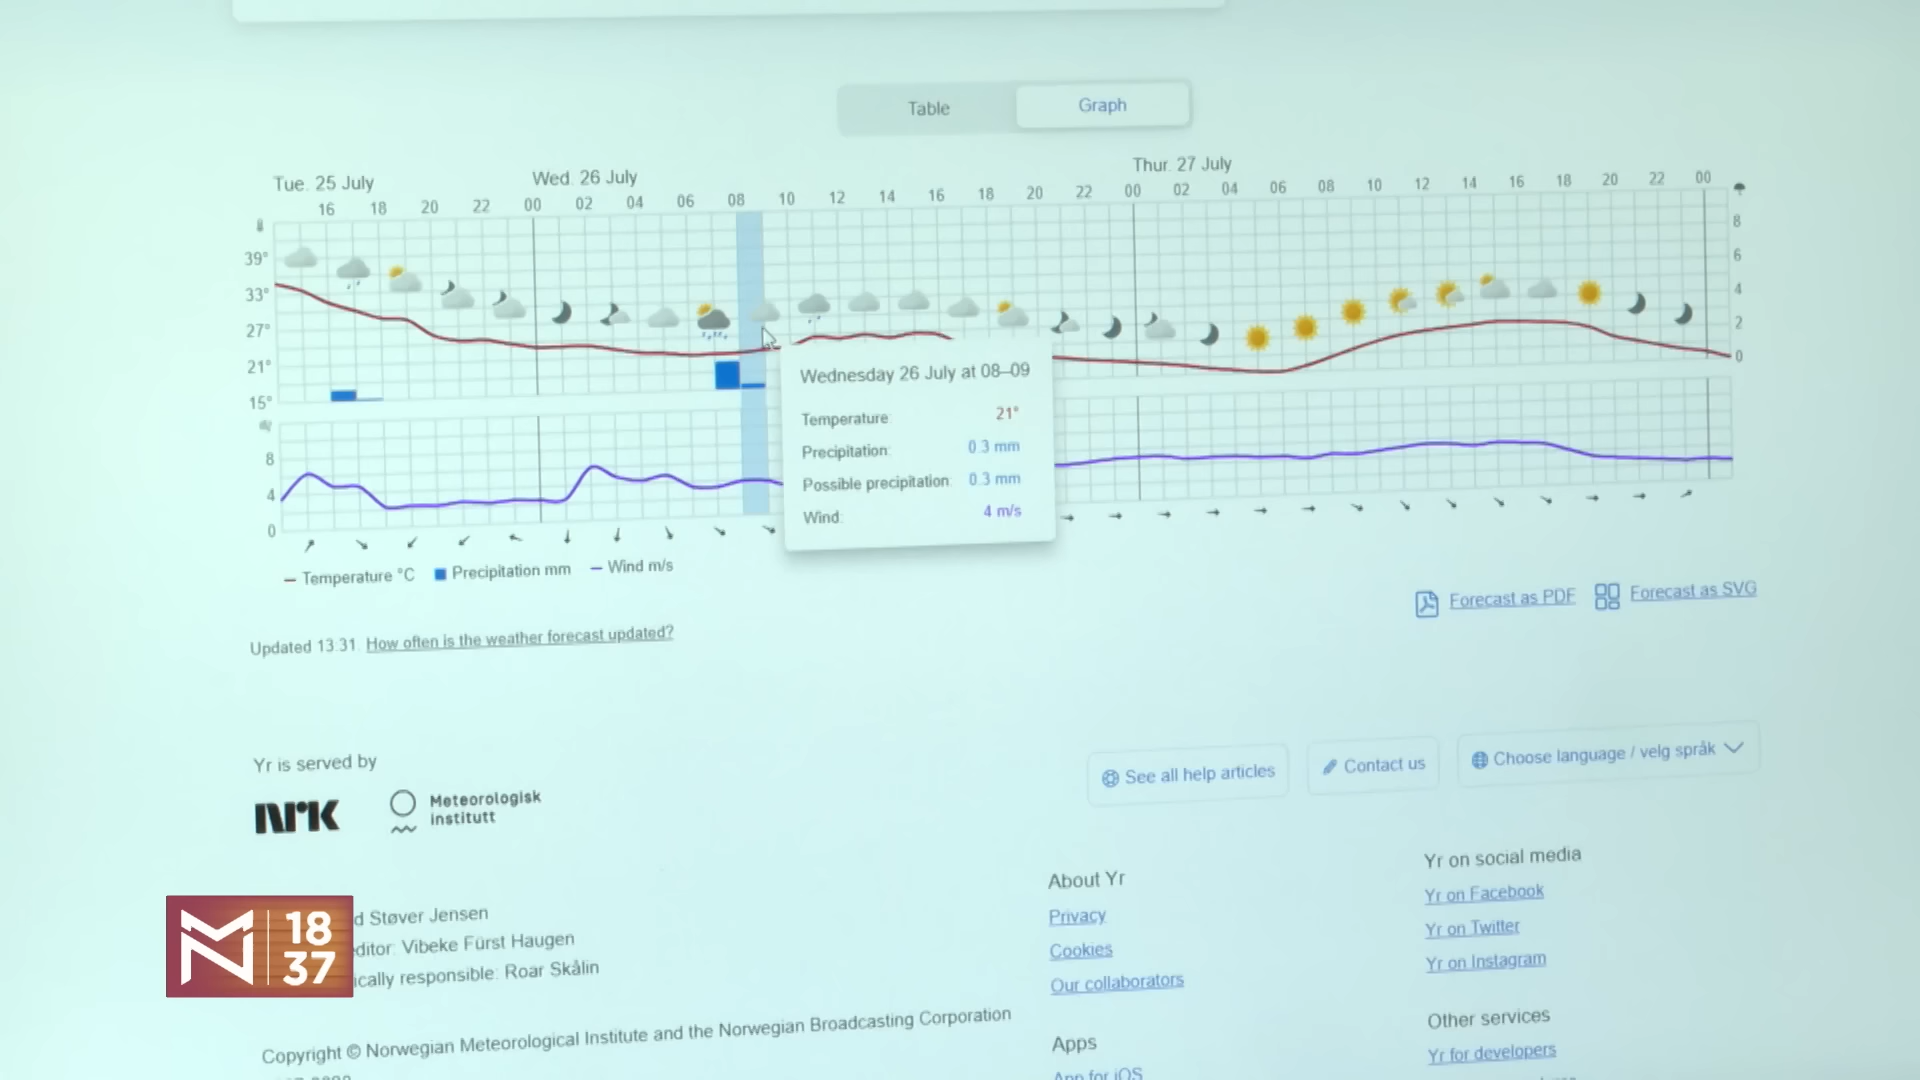 Table
Graph
Tue. 25 July
Wed. 26 July
Thur. 27 July
16 18 20 22 00 02 04 06 08 10 12 14 16 18 20 22 00 02 04 06 08 10 12 14 16 18 20 22 00
39°
33°
27°
21°
15°
8
6
4
2
0
8
4
0
Wednesday 26 July at 08–09
Temperature 21°
Precipitation: 0.3 mm
Possible precipitation 0.3 mm
Wind: 4 m/s
Temperature °C
Precipitation mm
Wind m/s
Forecast as PDF
Forecast as SVG
Updated 13:31. How often is the weather forecast updated?
Yr is served by
NRK
Meteorologisk
institutt
See all help articles
Contact us
Choose language / velg språk
d Støver Jensen
ditor: Vibeke Fürst Haugen
ically responsible: Roar Skålin
18
37
Copyright © Norwegian Meteorological Institute and the Norwegian Broadcasting Corporation
About Yr
Privacy
Cookies
Our collaborators
Apps
App for iOS
Yr on social media
Yr on Facebook
Yr on Twitter
Yr on Instagram
Other services
Yr for developers